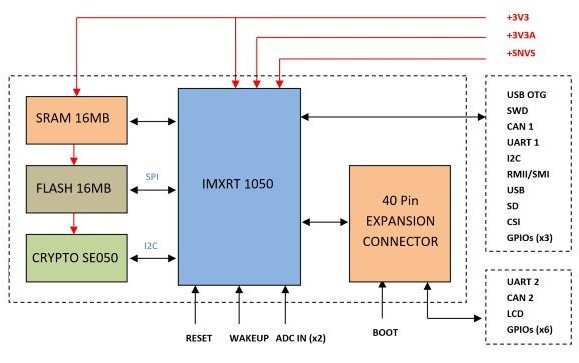 +3V3
+3V3A
+SNVS
SRAM 16MB
FLASH 16MB
CRYPTO SE050
SPI
I2C
IMXRT 1050
40 Pin
EXPANSION
CONNECTOR
USB OTG
SWD
CAN 1
UART 1
I2C
RMII/SMI
USB
SD
CSI
GPIOs (x3)
UART 2
CAN 2
LCD
GPIOs (x6)
RESET
WAKEUP
ADC IN (x2)
BOOT